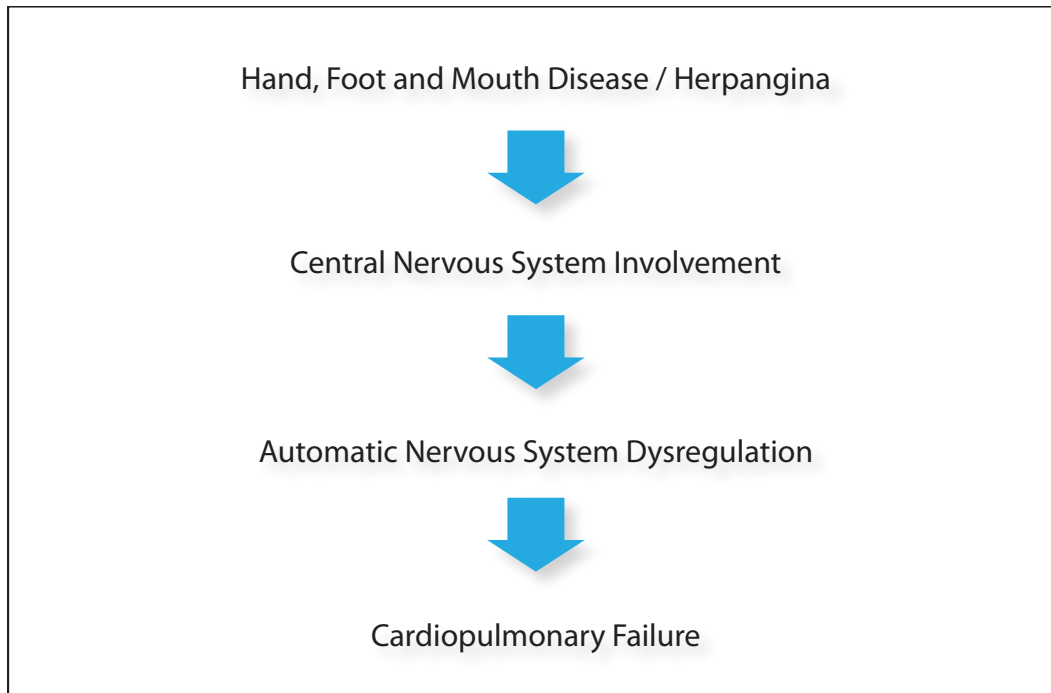 Hand, Foot and Mouth Disease / Herpangina
Central Nervous System Involvement
Automatic Nervous System Dysregulation
Cardiopulmonary Failure